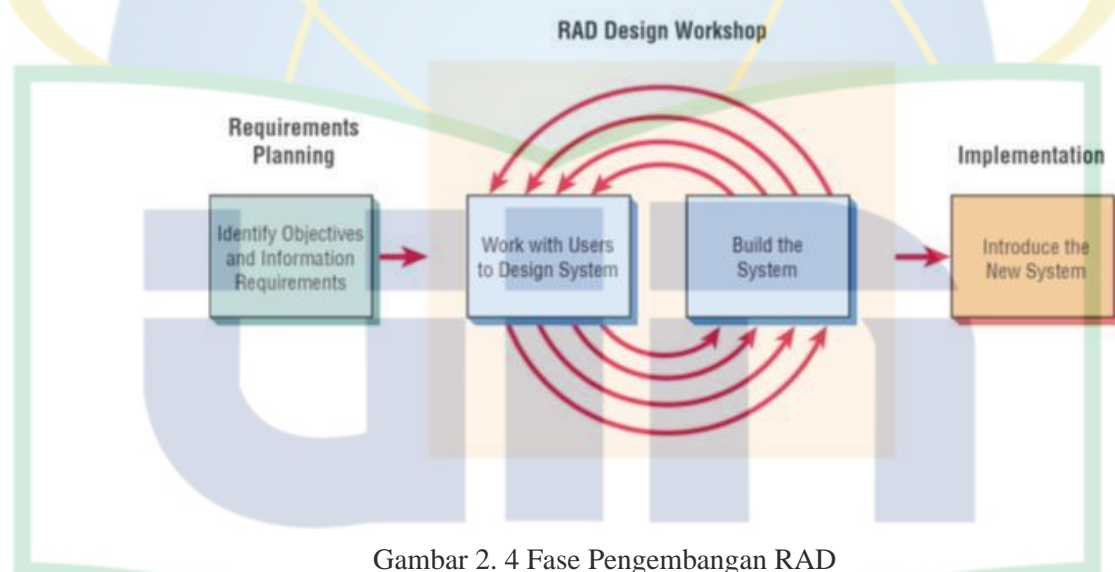 RAD Design Workshop
Requirements
Planning
Identify Objectives
and Information
Requirements
Work with Users
to Design System
Build the
System
Implementation
Introduce the
New System
uin
Gambar 2. 4 Fase Pengembangan RAD